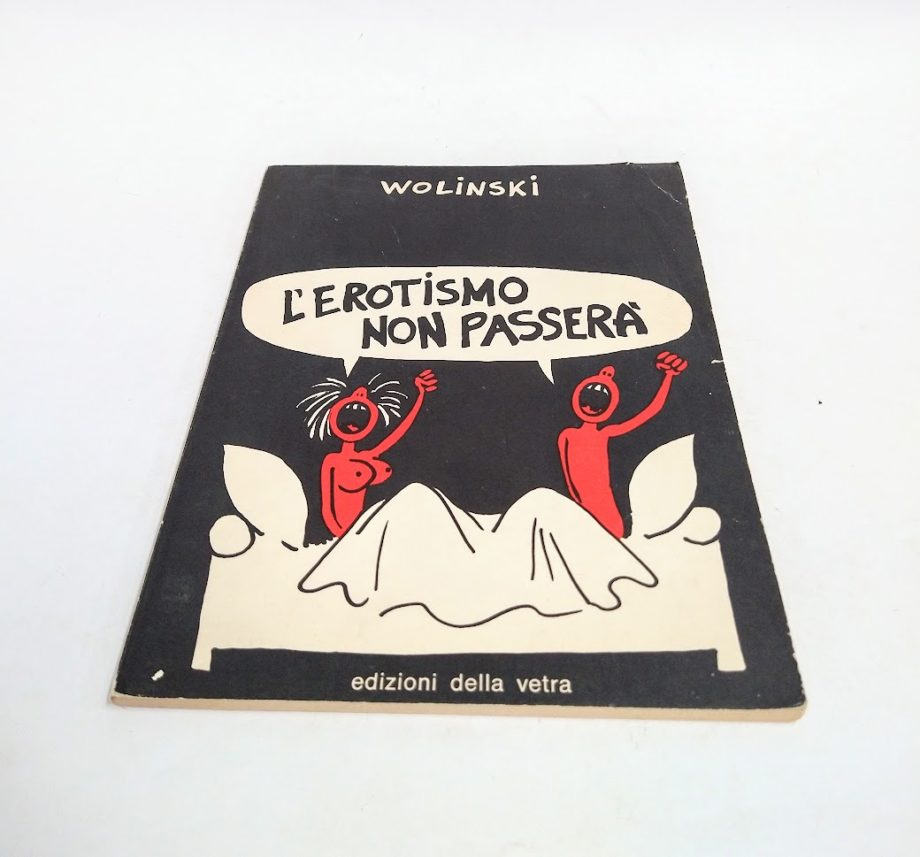 WOLiNSKi
L'EROTiSMO
NON PASSERÀ
edizioni della vetra